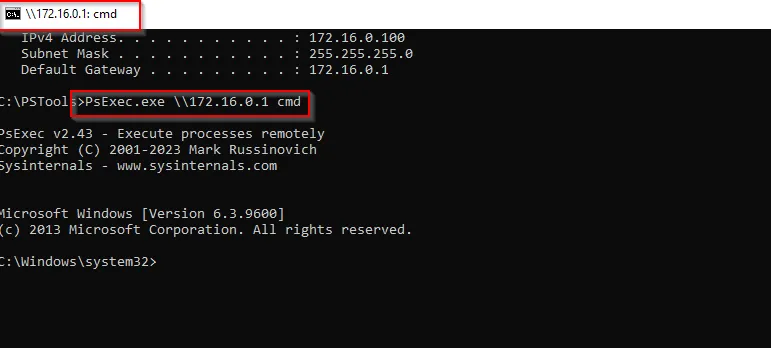 \\172.16.0.1: cmd
IPv4 Address. . . . . . . . . . . : 172.16.0.100
Subnet Mask . . . . . . . . . . . : 255.255.255.0
Default Gateway . . . . . . . . . : 172.16.0.1
C:\PSTools>PsExec.exe \\172.16.0.1 cmd
PsExec v2.43 - Execute processes remotely
Copyright (C) 2001-2023 Mark Russinovich
Sysinternals - www.sysinternals.com
Microsoft Windows [Version 6.3.9600]
(c) 2013 Microsoft Corporation. All rights reserved.
C:\Windows\system32>